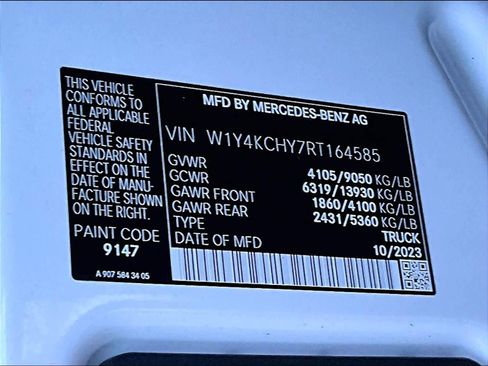 THIS VEHICLE
CONFORMS TO
ALL APPLICABLE
FEDERAL
VEHICLE SAFETY
STANDARDS IN
EFFECT ON THE
DATE OF MANU-
FACTURE SHOWN
ON THE RIGHT.
PAINT CODE
9147
A 907 584 34 05
MFD BY MERCEDES-BENZ AG
VIN W1Y4KCHY7RT164585
GVWR 4105/9050 KG/LB
GCWR 6319/13930 KG/LB
GAWR FRONT 1860/4100 KG/LB
GAWR REAR 2431/5360 KG/LB
TYPE TRUCK
DATE OF MFD 10/2023